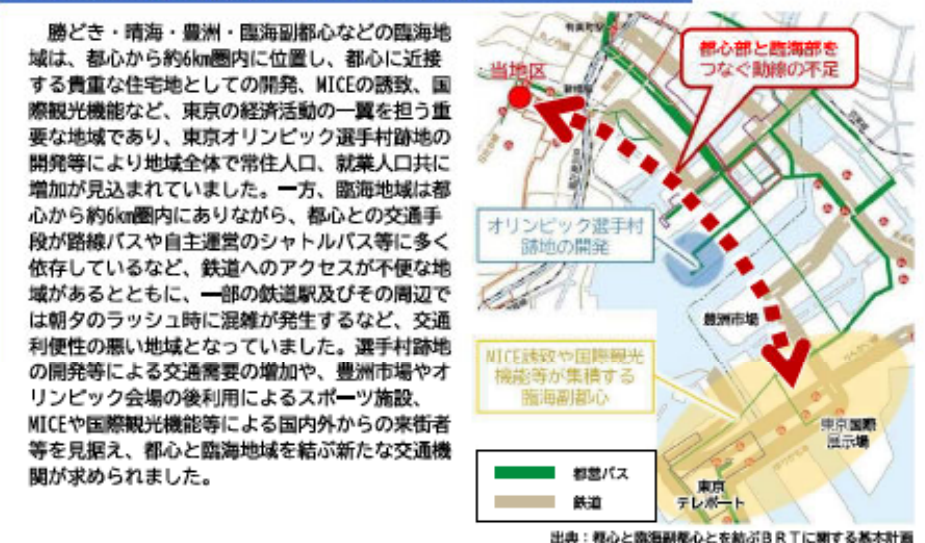 勝どき・晴海・豊洲・臨海副都心などの臨海地
域は、都心から約6km圏内に位置し、都心に近接
する貴重な住宅地としての開発、MICEの誘致、国
際観光機能など、東京の経済活動の一翼を担う重
要な地域であり、東京オリンピック選手村跡地の
開発等により地域全体で常住人口、就業人口共に
増加が見込まれていました。一方、臨海地域は都
心から約6km圏内にありながら、都心との交通手
段が路線バスや自主運営のシャトルバス等に多く
依存しているなど、鉄道へのアクセスが不便な地
域があるとともに、一部の鉄道駅及びその周辺で
は朝夕のラッシュ時に混雑が発生するなど、交通
利便性の悪い地域となっていました。選手村跡地
の開発等による交通需要の増加や、豊洲市場やオ
リンピック会場の後利用によるスポーツ施設、
MICEや国際観光機能等による国内外からの来街者
等を見据え、都心と臨海地域を結ぶ新たな交通機
関が求められました。
有楽町駅
都心部と臨海部を
つなぐ動線の不足
当地区
新橋駅
オリンピック選手村
跡地の開発
豊洲市場
MICE誘致や国際観光
機能等が集積する
臨海副都心
東京国際
展示場
東京
テレポート
都営バス
鉄道
出典：都心と臨海副都心とを結ぶＢＲＴに関する基本計画